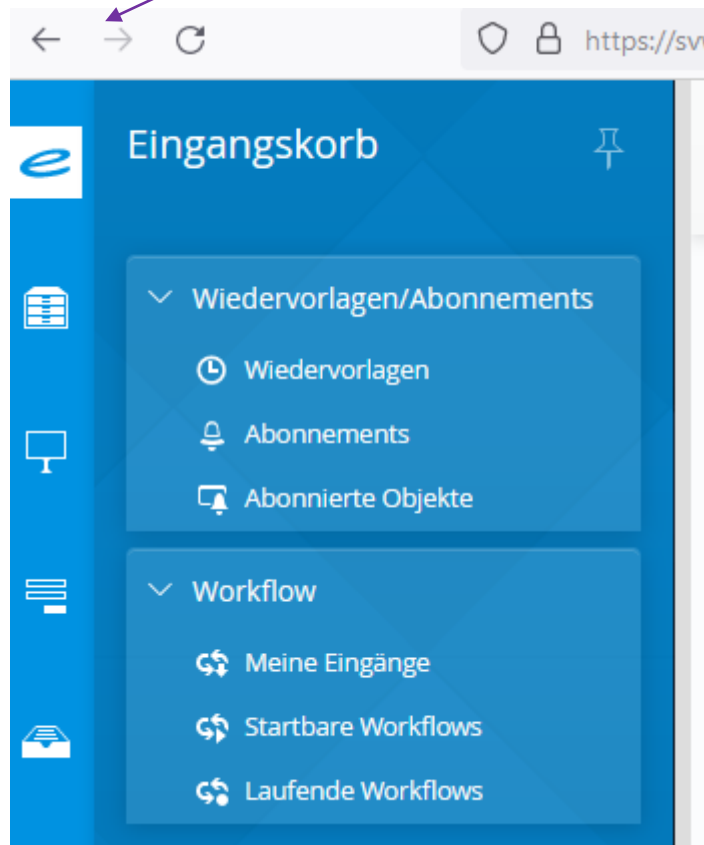 https://sv
Eingangskorb
Wiedervorlagen/Abonnements
Wiedervorlagen
Abonnements
Abonnierte Objekte
Workflow
Meine Eingänge
Startbare Workflows
Laufende Workflows